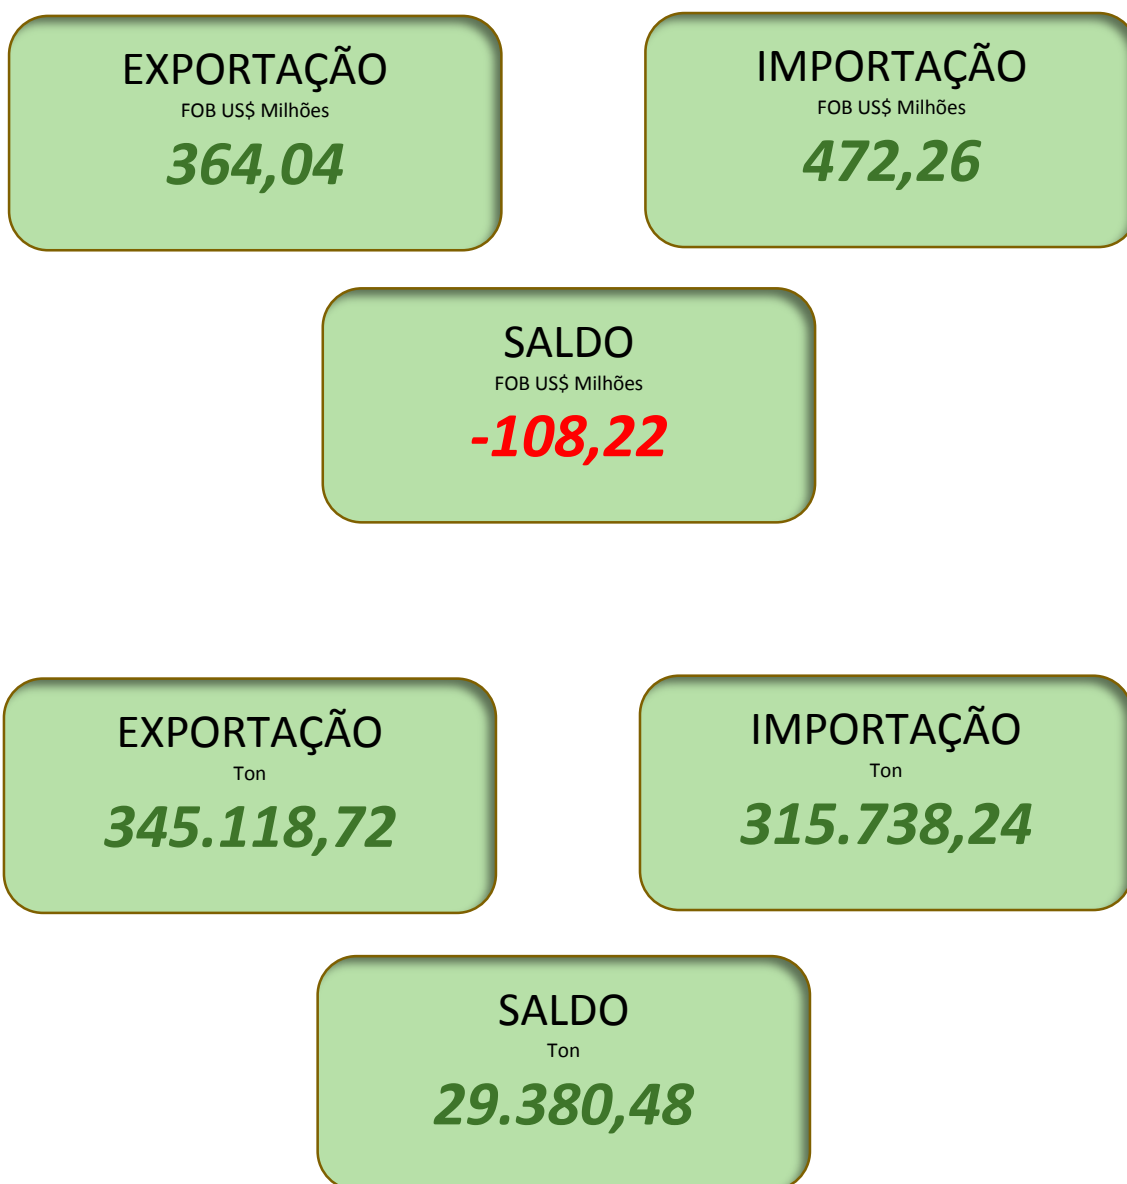 EXPORTAÇÃO
FOB US$ Milhões
364,04
IMPORTAÇÃO
FOB US$ Milhões
472,26
SALDO
FOB US$ Milhões
-108,22
EXPORTAÇÃO
Ton
345.118,72
IMPORTAÇÃO
Ton
315.738,24
SALDO
Ton
29.380,48